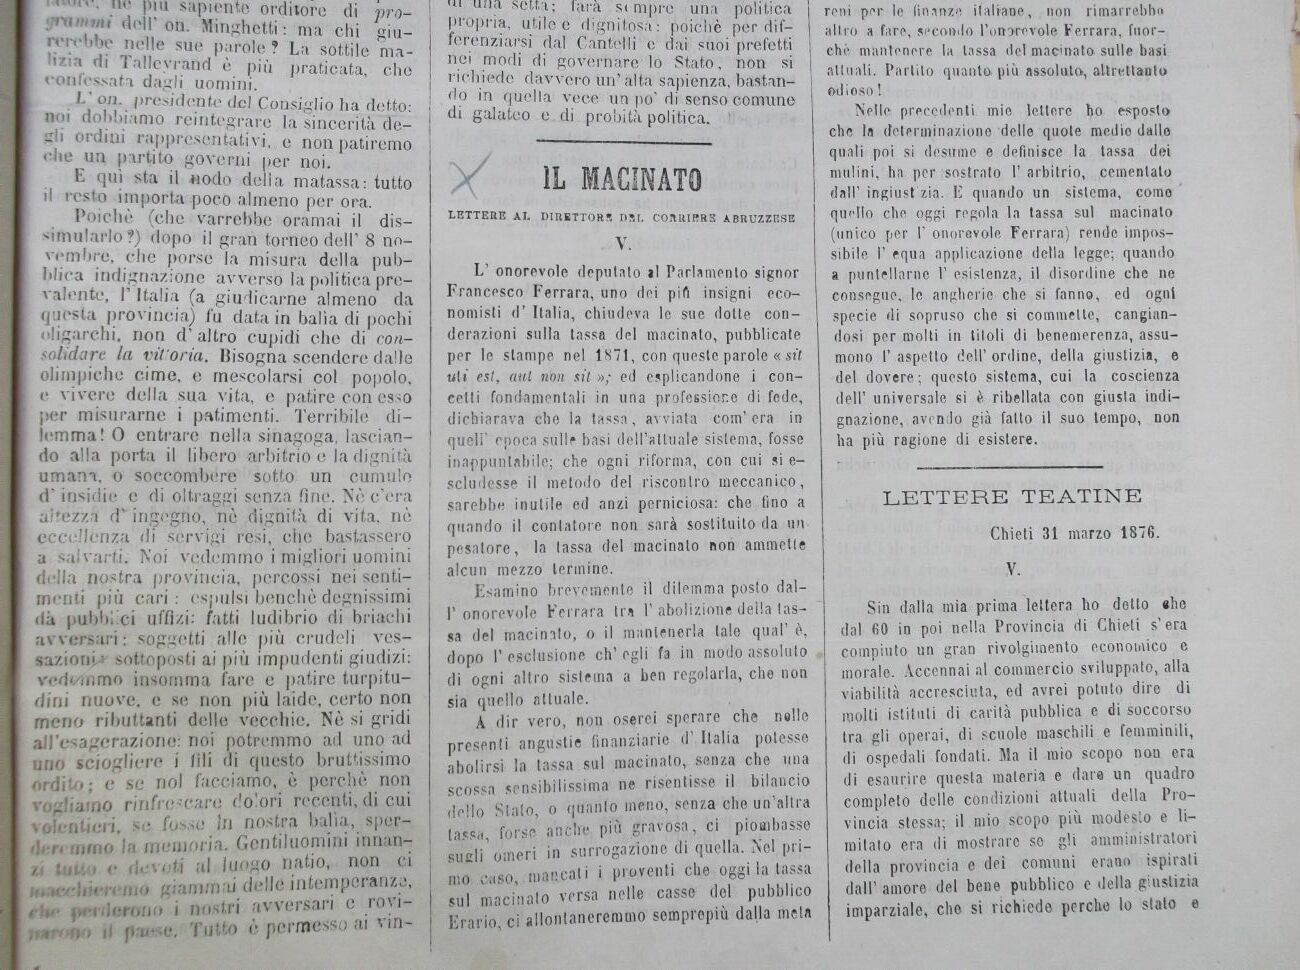 nè più sapiente orditore di pro-
grammi dell'on. Minghetti: ma chi giu-
rerebbe nelle sue parole? La sottile ma-
lizia di Talleyrand è più praticata, che
confessata dagli uomini.
L'on. presidente del Consiglio ha detto:
noi dobbiamo reintegrare la sincerità de-
gli ordini rappresentativi, e non patiremo
che un partito governi per noi.
E qui sta il nodo della matassa: tutto
il resto importa poco almeno per ora.
Poichè (che varrebbe oramai il dis-
simularlo?) dopo il gran torneo dell' 8 no-
vembre, che porse la misura della pub-
blica indignazione avverso la politica pre-
valente, l'Italia (a giudicarne almeno da
questa provincia) fu data in balìa di pochi
oligarchi, non d'altro cupidi che di con-
solidare la vittoria. Bisogna scendere dalle
olimpiche cime, e mescolarsi col popolo,
e vivere della sua vita, e patire con esso
per misurarne i patimenti. Terribile di-
lemma! O entrare nella sinagoga, lascian-
do alla porta il libero arbitrio e la dignità
umana, o soccombere sotto un cumulo
d'insidie e di oltraggi senza fine. Nè c'era
altezza d'ingegno, nè dignità di vita, nè
eccellenza di servigi resi, che bastassero
a salvarti. Noi vedemmo i migliori uomini
della nostra provincia, percossi nei senti-
menti più cari: espulsi benchè degnissimi
da pubblici uffizi: fatti ludibrio di briachi
avversari: soggetti alle più crudeli ves-
sazioni: sottoposti ai più impudenti giudizi:
vedemmo insomma fare e patire turpitu-
dini nuove, e se non più laide, certo non
meno ributtanti delle vecchie. Nè si gridi
all'esagerazione: noi potremmo ad uno ad
uno sciogliere i fili di questo bruttissimo
ordito; e se nol facciamo, è perchè non
vogliamo rinfrescare dolori recenti, di cui
volentieri, se fosse in nostra balìa, sper-
deremmo la memoria. Gentiluomini innan-
zi tutto e devoti al luogo natio, non ci
macchieremo giammai delle intemperanze,
che perderono i nostri avversari e rovi-
narono il paese. Tutto è permesso ai vin-
di una setta; farà sempre una politica
propria, utile e dignitosa: poichè per dif-
ferenziarsi dal Cantelli e dai suoi prefetti
nei modi di governare lo Stato, non si
richiede davvero un'alta sapienza, bastan-
do in quella vece un po' di senso comune
di galateo e di probità politica.
IL MACINATO
LETTERE AL DIRETTORE DEL CORRIERE ABRUZZESE
V.
L' onorevole deputato al Parlamento signor
Francesco Ferrara, uno dei più insigni eco-
nomisti d' Italia, chiudeva le sue dotte con-
derazioni sulla tassa del macinato, pubblicate
per le stampe nel 1871, con queste parole « sit
uti est, aut non sit »; ed esplicandone i con-
cetti fondamentali in una professione di fede,
dichiarava che la tassa, avviata com'era in
quell' epoca sulle basi dell'attuale sistema, fosse
inappuntabile; che ogni riforma, con cui si e-
scludesse il metodo del riscontro meccanico,
sarebbe inutile ed anzi perniciosa: che fino a
quando il contatore non sarà sostituito da un
pesatore, la tassa del macinato non ammette
alcun mezzo termine.
Esamino brevemente il dilemma posto dal-
l' onorevole Ferrara tra l' abolizione della tas-
sa del macinato, o il mantenerla tale qual' è,
dopo l' esclusione ch' egli fa in modo assoluto
di ogni altro sistema a ben regolarla, che non
sia quello attuale.
A dir vero, non oserei sperare che nelle
presenti angustie finanziarie d' Italia potesse
abolirsi la tassa sul macinato, senza che una
scossa sensibilissima ne risentisse il bilancio
dello Stato, o quanto meno, senza che un'altra
tassa, forse anche più gravosa, ci piombasse
sugli omeri in surrogazione di quella. Nel pri-
mo caso, mancati i proventi che oggi la tassa
sul macinato versa nelle casse del pubblico
Erario, ci allontaneremmo semprepiù dalla meta
reni per le finanze italiane, non rimarrebbe
altro a fare, secondo l'onorevole Ferrara, fuor-
chè mantenere la tassa del macinato sulle basi
attuali. Partito quanto più assoluto, altrettanto
odioso!
Nelle precedenti mie lettere ho esposto
che la determinazione delle quote medie dalle
quali poi si desume e definisce la tassa dei
mulini, ha per sostrato l' arbitrio, cementato
dall' ingiustizia. E quando un sistema, come
quello che oggi regola la tassa sul macinato
(unico per l' onorevole Ferrara) rende impos-
sibile l' equa applicazione della legge; quando
a puntellarne l' esistenza, il disordine che ne
consegue, le angherie che si fanno, ed ogni
specie di sopruso che si commette, cangian-
dosi per molti in titoli di benemerenza, assu-
mono l' aspetto dell' ordine, della giustizia, e
del dovere; questo sistema, cui la coscienza
dell' universale si è ribellata con giusta indi-
gnazione, avendo già fatto il suo tempo, non
ha più ragione di esistere.
LETTERE TEATINE
Chieti 31 marzo 1876.
V.
Sin dalla mia prima lettera ho detto che
dal 60 in poi nella Provincia di Chieti s'era
compiuto un gran rivolgimento economico e
morale. Accennai al commercio sviluppato, alla
viabilità accresciuta, ed avrei potuto dire di
molti istituti di carità pubblica e di soccorso
tra gli operai, di scuole maschili e femminili,
di ospedali fondati. Ma il mio scopo non era
di esaurire questa materia e dare un quadro
completo delle condizioni attuali della Pro-
vincia stessa; il mio scopo più modesto e li-
mitato era di mostrare se gli amministratori
della provincia e dei comuni erano ispirati
dall' amore del bene pubblico e della giustizia
imparziale, che si richiede perchè lo stato e